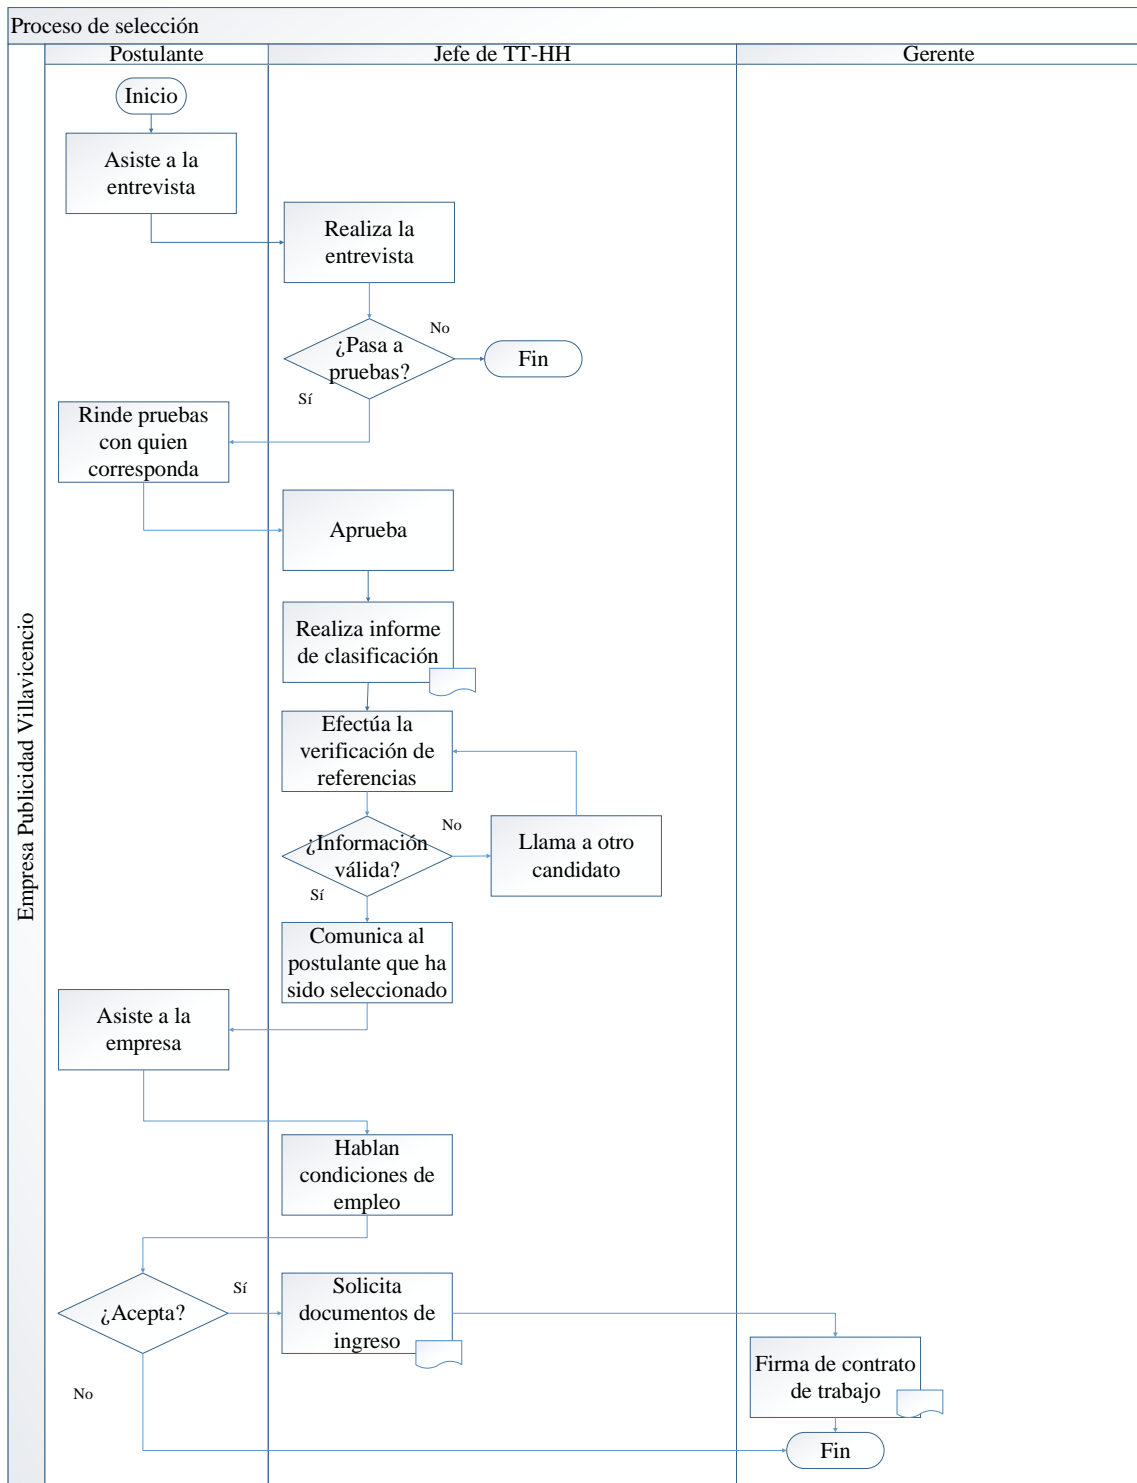 Proceso de selección
Postulante
Jefe de TT-HH
Gerente
Empresa Publicidad Villavicencio
Inicio
Asiste a la
entrevista
Realiza la
entrevista
¿Pasa a
pruebas?
No
Fin
Sí
Rinde pruebas
con quien
corresponda
Aprueba
Realiza informe
de clasificación
Efectúa la
verificación de
referencias
¿Información
válida?
No
Llama a otro
candidato
Sí
Comunica al
postulante que ha
sido seleccionado
Asiste a la
empresa
Hablan
condiciones de
empleo
¿Acepta?
Sí
Solicita
documentos de
ingreso
Firma de contrato
de trabajo
No
Fin